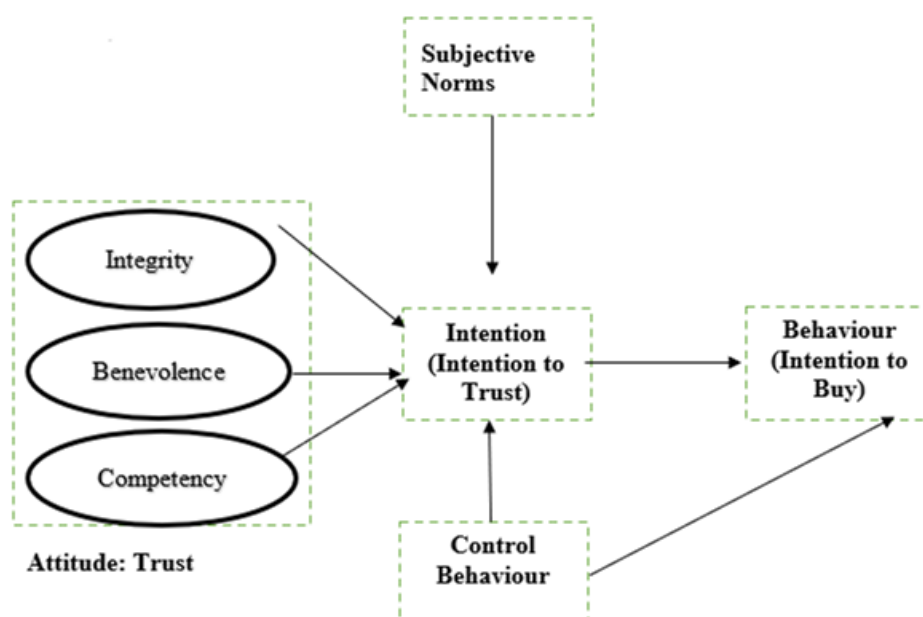 Subjective
Norms
Integrity
Benevolence
Competency
Attitude: Trust
Intention
(Intention to
Trust)
Behaviour
(Intention to
Buy)
Control
Behaviour